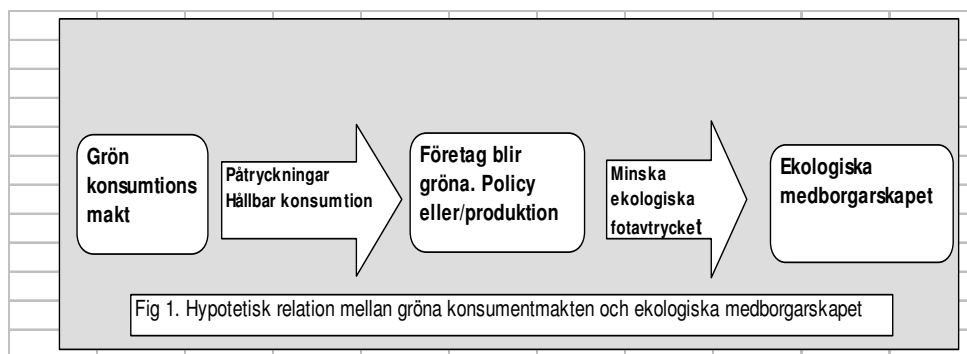 Grön
konsumtions
makt
Påtryckningar
Hållbar konsumtion
Företag blir
gröna. Policy
eller/produktion
Minska
ekologiska
fotavtrycket
Ekologiska
medborgarskapet
Fig 1. Hypotetisk relation mellan gröna konsumentmakten och ekologiska medborgarskapet